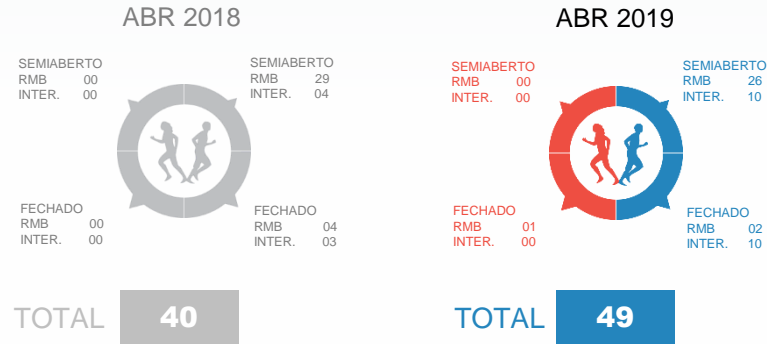 ABR 2018
SEMIABERTO
RMB 00
INTER. 00
SEMIABERTO
RMB 29
INTER. 04
FECHADO
RMB 00
INTER. 00
FECHADO
RMB 04
INTER. 03
TOTAL 40
ABR 2019
SEMIABERTO
RMB 00
INTER. 00
SEMIABERTO
RMB 26
INTER. 10
FECHADO
RMB 01
INTER. 00
FECHADO
RMB 02
INTER. 10
TOTAL 49